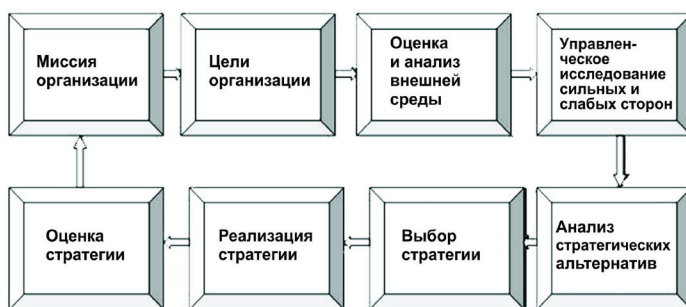 Миссия
организации
Цели
организации
Оценка
и анализ
внешней
среды
Управлен-
ческое
исследование
сильных и
слабых сторон
Анализ
стратегических
альтернатив
Выбор
стратегии
Реализация
стратегии
Оценка
стратегии